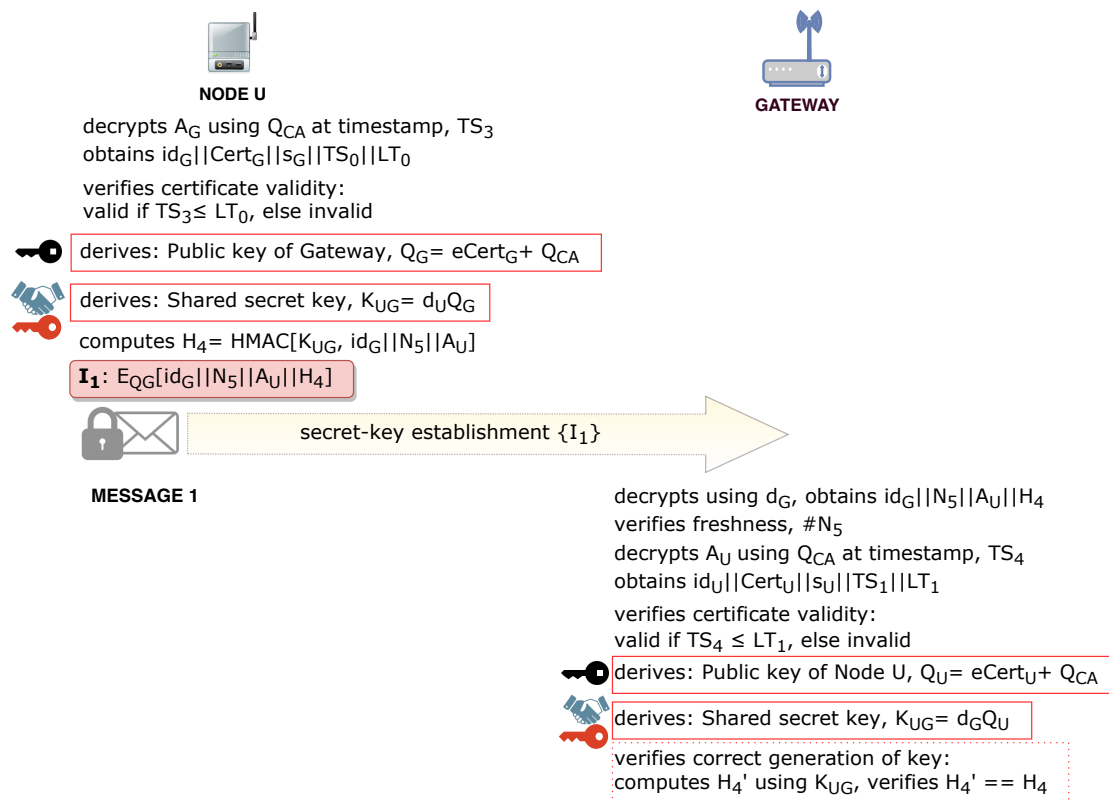 NODE U
GATEWAY
decrypts A_G using Q_CA at timestamp, TS_3
obtains id_G||Cert_G||s_G||TS_0||LT_0
verifies certificate validity:
valid if TS_3≤ LT_0, else invalid
derives: Public key of Gateway, Q_G= eCert_G+ Q_CA
derives: Shared secret key, K_UG= d_UQ_G
computes H_4= HMAC[K_UG, id_G||N_5||A_U]
I_1: E_QG[id_G||N_5||A_U||H_4]
secret-key establishment {I_1}
MESSAGE 1
decrypts using d_G, obtains id_G||N_5||A_U||H_4
verifies freshness, #N_5
decrypts A_U using Q_CA at timestamp, TS_4
obtains id_U||Cert_U||s_U||TS_1||LT_1
verifies certificate validity:
valid if TS_4 ≤ LT_1, else invalid
derives: Public key of Node U, Q_U= eCert_U+ Q_CA
derives: Shared secret key, K_UG= d_GQ_U
verifies correct generation of key:
computes H_4' using K_UG, verifies H_4' == H_4